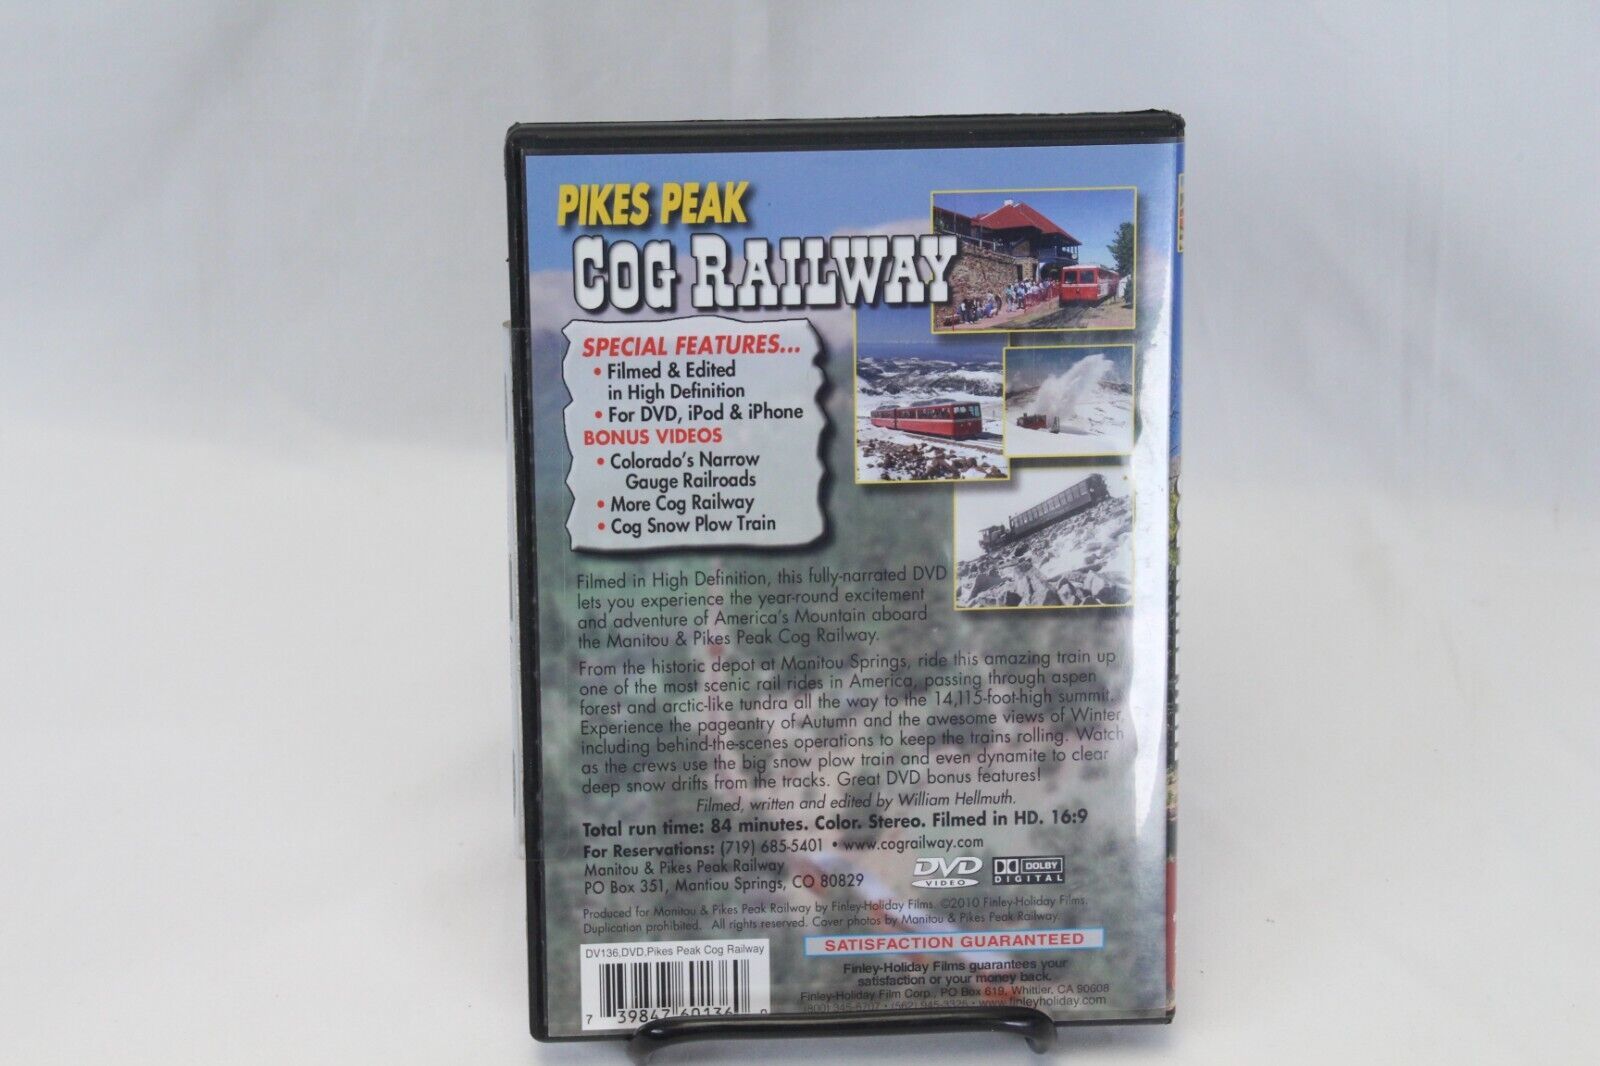 PIKES PEAK
COG RAILWAY
SPECIAL FEATURES...
• Filmed & Edited
in High Definition
• For DVD, iPod & iPhone
BONUS VIDEOS
• Colorado's Narrow
Gauge Railroads
• More Cog Railway
• Cog Snow Plow Train
Filmed in High Definition, this fully-narrated DVD
lets you experience the year-round excitement
and adventure of America's Mountain aboard
the Manitou & Pikes Peak Cog Railway.
From the historic depot at Manitou Springs, ride this amazing train up
one of the most scenic rail rides in America, passing through aspen
forest and arctic-like tundra all the way to the 14,115-foot-high summit.
Experience the pageantry of Autumn and the awesome views of Winter,
including behind-the-scenes operations to keep the trains rolling. Watch
as the crews use the big snow plow train and even dynamite to clear
deep snow drifts from the tracks. Great DVD bonus features!
Filmed, written and edited by William Hellmuth.
Total run time: 84 minutes. Color. Stereo. Filmed in HD. 16:9
For Reservations: (719) 685-5401 • www.cograilway.com
Manitou & Pikes Peak Railway
PO Box 351, Mantiou Springs, CO 80829
DVD VIDEO
DOLBY DIGITAL
Produced for Manitou & Pikes Peak Railway by Finley-Holiday Films. ©2010 Finley-Holiday Films.
Duplication prohibited. All rights reserved. Cover photos by Manitou & Pikes Peak Railway.
SATISFACTION GUARANTEED
DV136,DVD,Pikes Peak Cog Railway
Finley-Holiday Films guarantees your
satisfaction or your money back.
Finley-Holiday Film Corp., PO Box 619, Whittier, CA 90608
(800) 345-6707 • (562) 945-3325 • www.finleyholiday.com
7 39847 60136